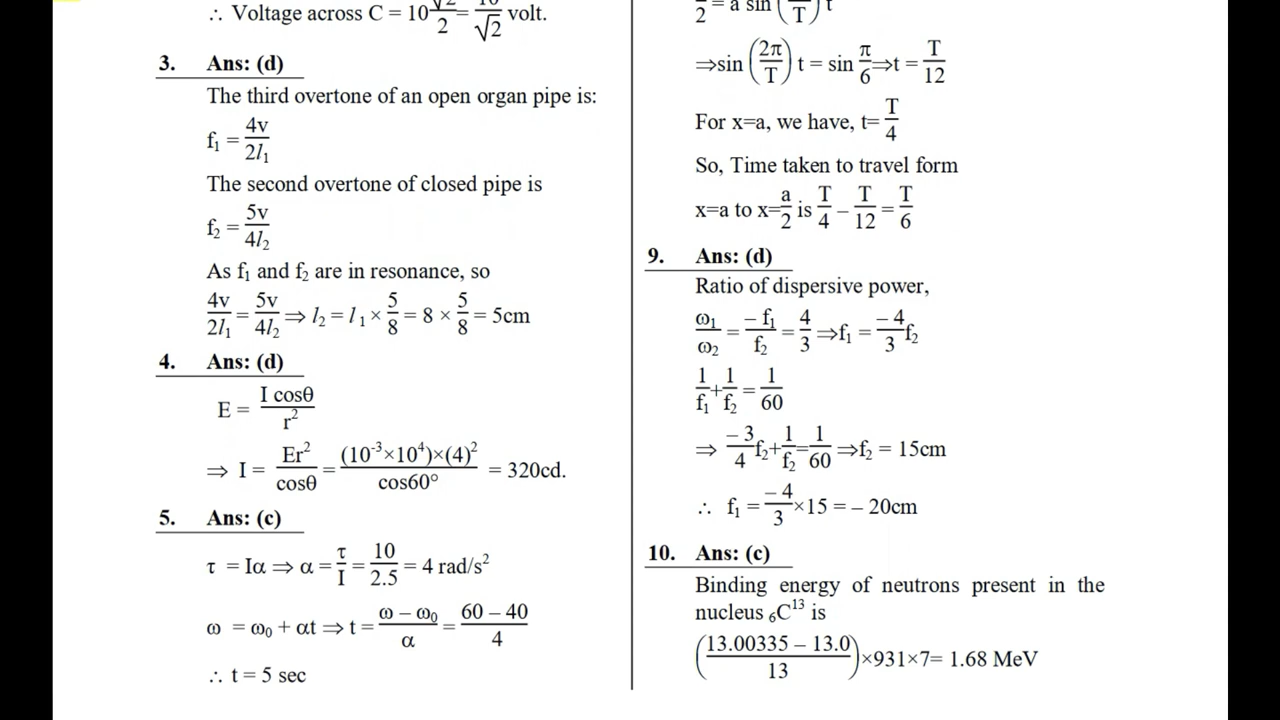 ∴ Voltage across C = 10 √2/2 = 10/√2 volt.
3. Ans: (d)
The third overtone of an open organ pipe is:
f₁ = 4v/2l₁
The second overtone of closed pipe is
f₂ = 5v/4l₂
As f₁ and f₂ are in resonance, so
4v/2l₁ = 5v/4l₂ ⇒ l₂ = l₁ × 5/8 = 8 × 5/8 = 5cm
4. Ans: (d)
E = I cosθ/r²
⇒ I = Er²/cosθ = (10⁻³×10⁴)×(4)²/cos60° = 320cd.
5. Ans: (c)
τ = Iα ⇒ α = τ/I = 10/2.5 = 4 rad/s²
ω = ω₀ + αt ⇒ t = ω – ω₀/α = 60 – 40/4
∴ t = 5 sec
/2 = a sin (/T) t
⇒sin (2π/T) t = sin π/6 ⇒t = T/12
For x=a, we have, t= T/4
So, Time taken to travel form
x=a to x= a/2 is T/4 – T/12 = T/6
9. Ans: (d)
Ratio of dispersive power,
ω₁/ω₂ = – f₁/f₂ = 4/3 ⇒f₁ = – 4/3 f₂
1/f₁ + 1/f₂ = 1/60
⇒ – 3/4 f₂+ 1/f₂ = 1/60 ⇒f₂ = 15cm
∴ f₁ = – 4/3 ×15 = – 20cm
10. Ans: (c)
Binding energy of neutrons present in the
nucleus ₆C¹³ is
(13.00335 – 13.0/13)×931×7= 1.68 MeV